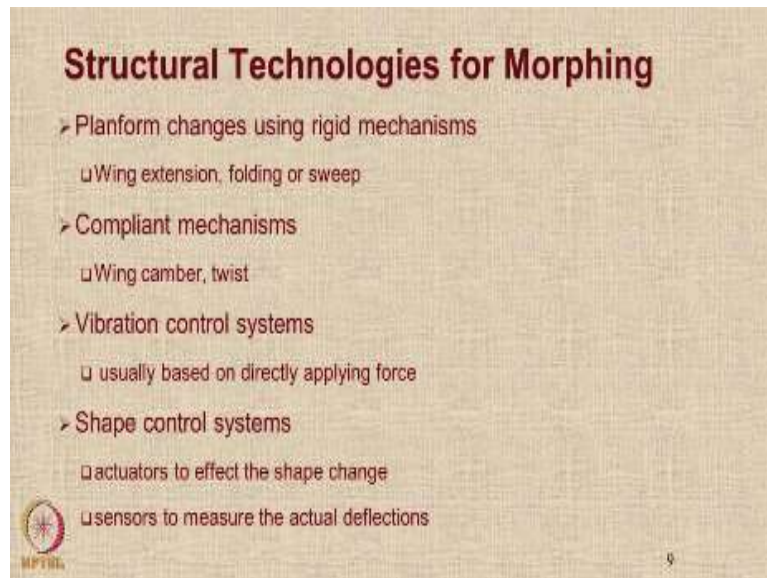 Structural Technologies for Morphing
➢ Planform changes using rigid mechanisms
❑ Wing extension, folding or sweep
➢ Compliant mechanisms
❑ Wing camber, twist
➢ Vibration control systems
❑ usually based on directly applying force
➢ Shape control systems
❑ actuators to effect the shape change
❑ sensors to measure the actual deflections
NPTEL
9